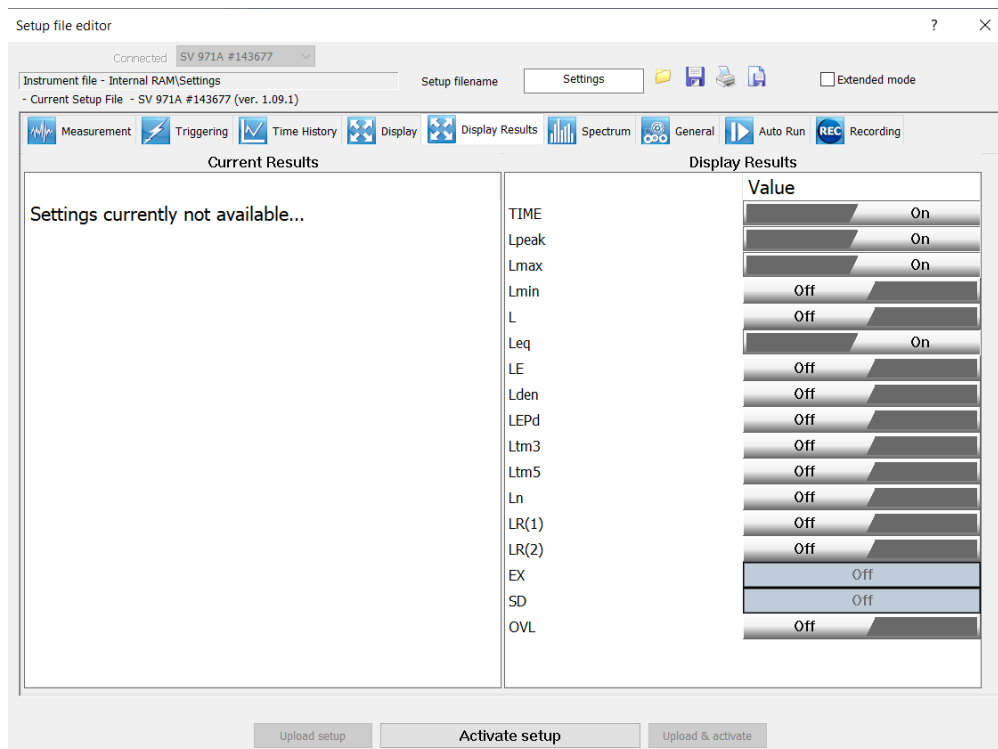 Setup file editor
?
Connected SV 971A #143677
Instrument file - Internal RAM\Settings
Setup filename Settings
Extended mode
- Current Setup File - SV 971A #143677 (ver. 1.09.1)
Measurement Triggering Time History Display Display Results Spectrum General Auto Run REC Recording
Current Results
Display Results
Settings currently not available...
Value
TIME On
Lpeak On
Lmax On
Lmin Off
L Off
Leq On
LE Off
Lden Off
LEPd Off
Ltm3 Off
Ltm5 Off
Ln Off
LR(1) Off
LR(2) Off
EX Off
SD Off
OVL Off
Upload setup Activate setup Upload & activate